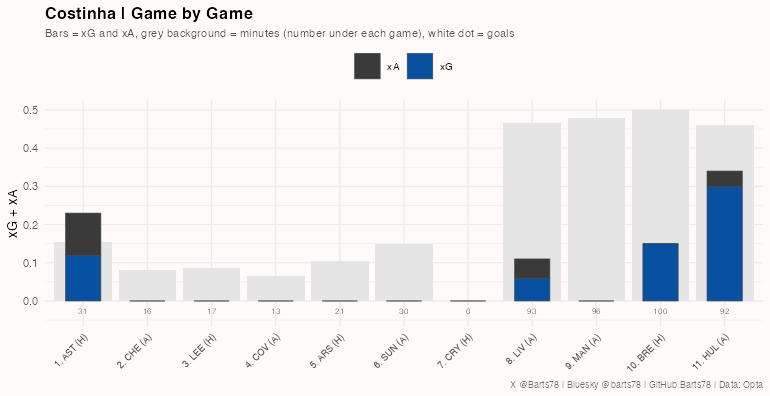 Costinha | Game by Game
Bars = xG and xA, grey background = minutes (number under each game), white dot = goals
xA xG
xG + xA
0.5
0.4
0.3
0.2
0.1
0.0
31 16 17 13 21 30 0 93 96 100 92
1. AST (H) 2. CHE (A) 3. LEE (H) 4. COV (A) 5. ARS (H) 6. SUN (A) 7. CRY (H) 8. LIV (A) 9. MAN (A) 10. BRE (H) 11. HUL (A)
X @Barts78 | Bluesky @barts78 | GitHub Barts78 | Data: Opta